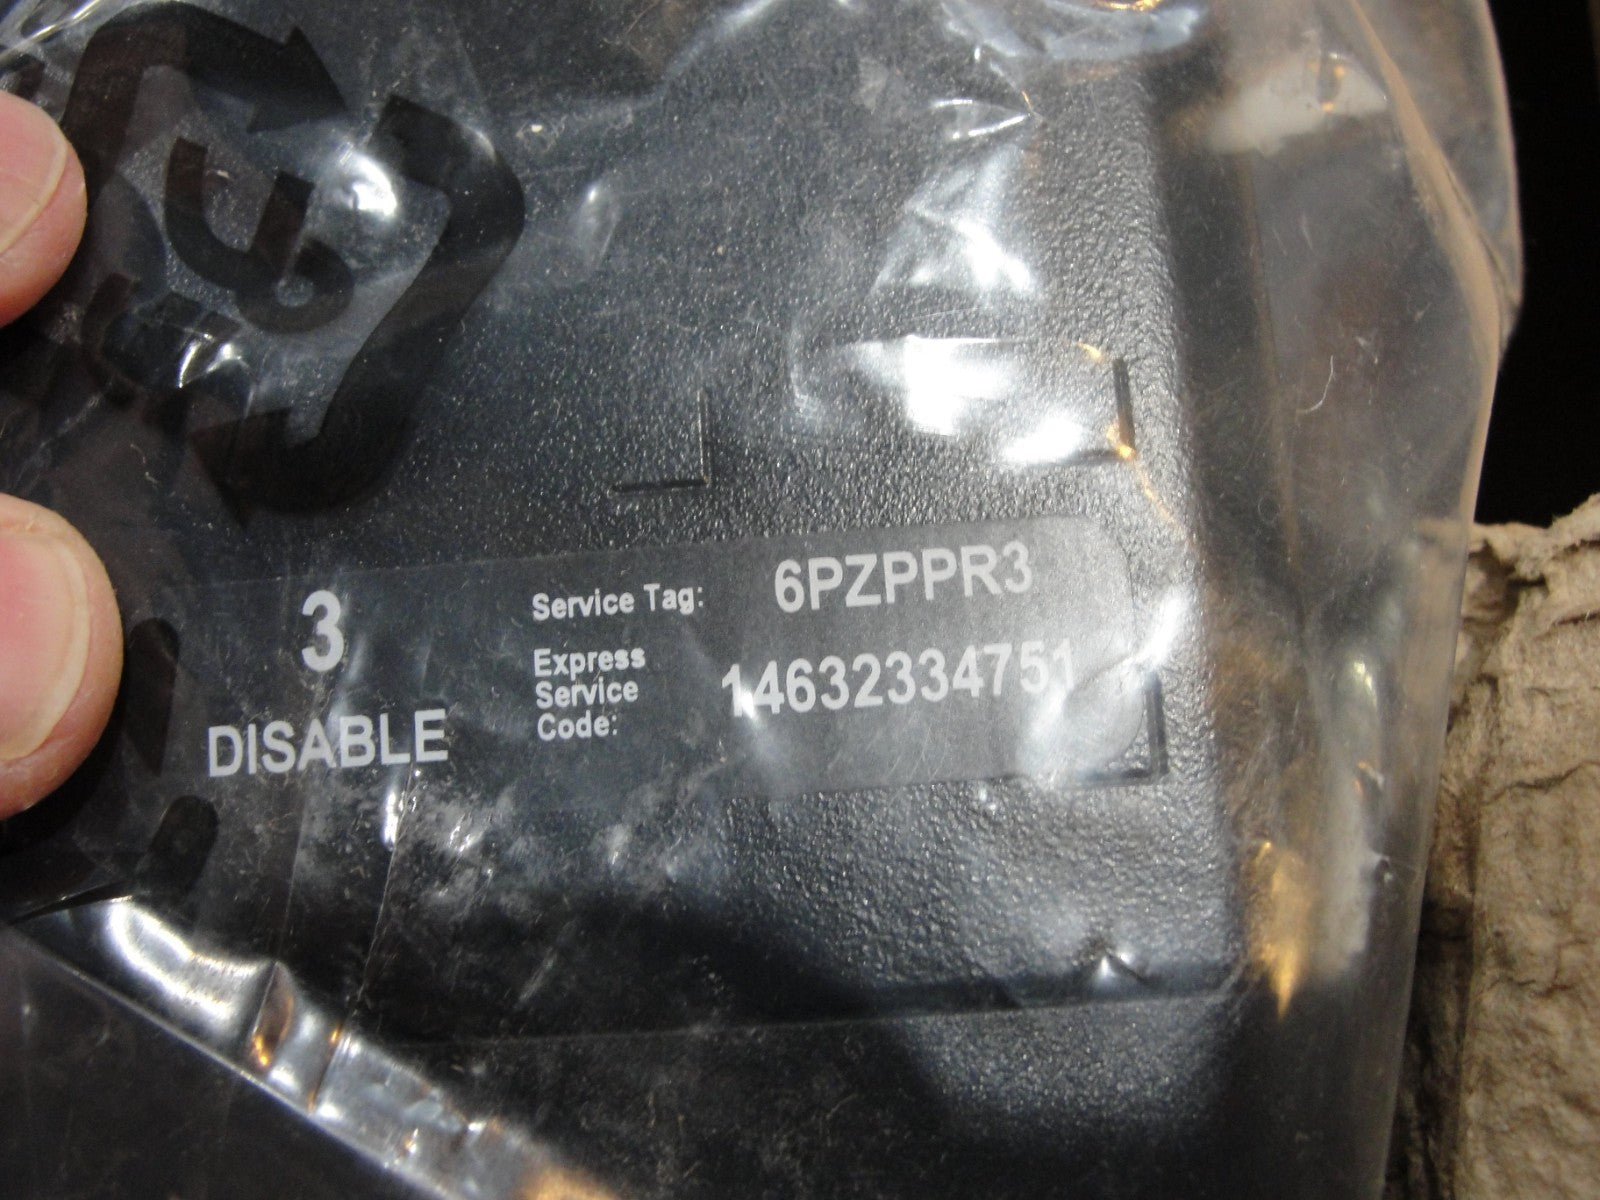 3
DISABLE
Service Tag: 6PZPPR3
Express
Service
Code:
14632334751